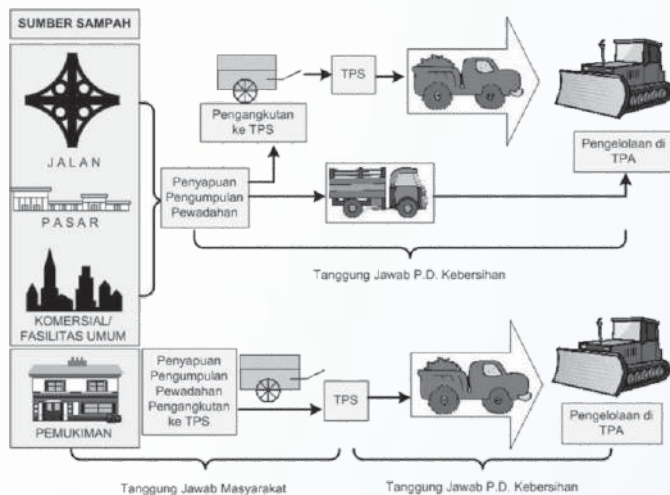 SUMBER SAMPAH
JALAN
PASAR
KOMERSIAL/
FASILITAS UMUM
PEMUKIMAN
Penyapuan
Pengumpulan
Pewadahan
Pengangkutan
ke TPS
TPS
Pengelolaan di
TPA
Tanggung Jawab P.D. Kebersihan
Penyapuan
Pengumpulan
Pewadahan
Pengangkutan
ke TPS
TPS
Pengelolaan di
TPA
Tanggung Jawab Masyarakat
Tanggung Jawab P.D. Kebersihan